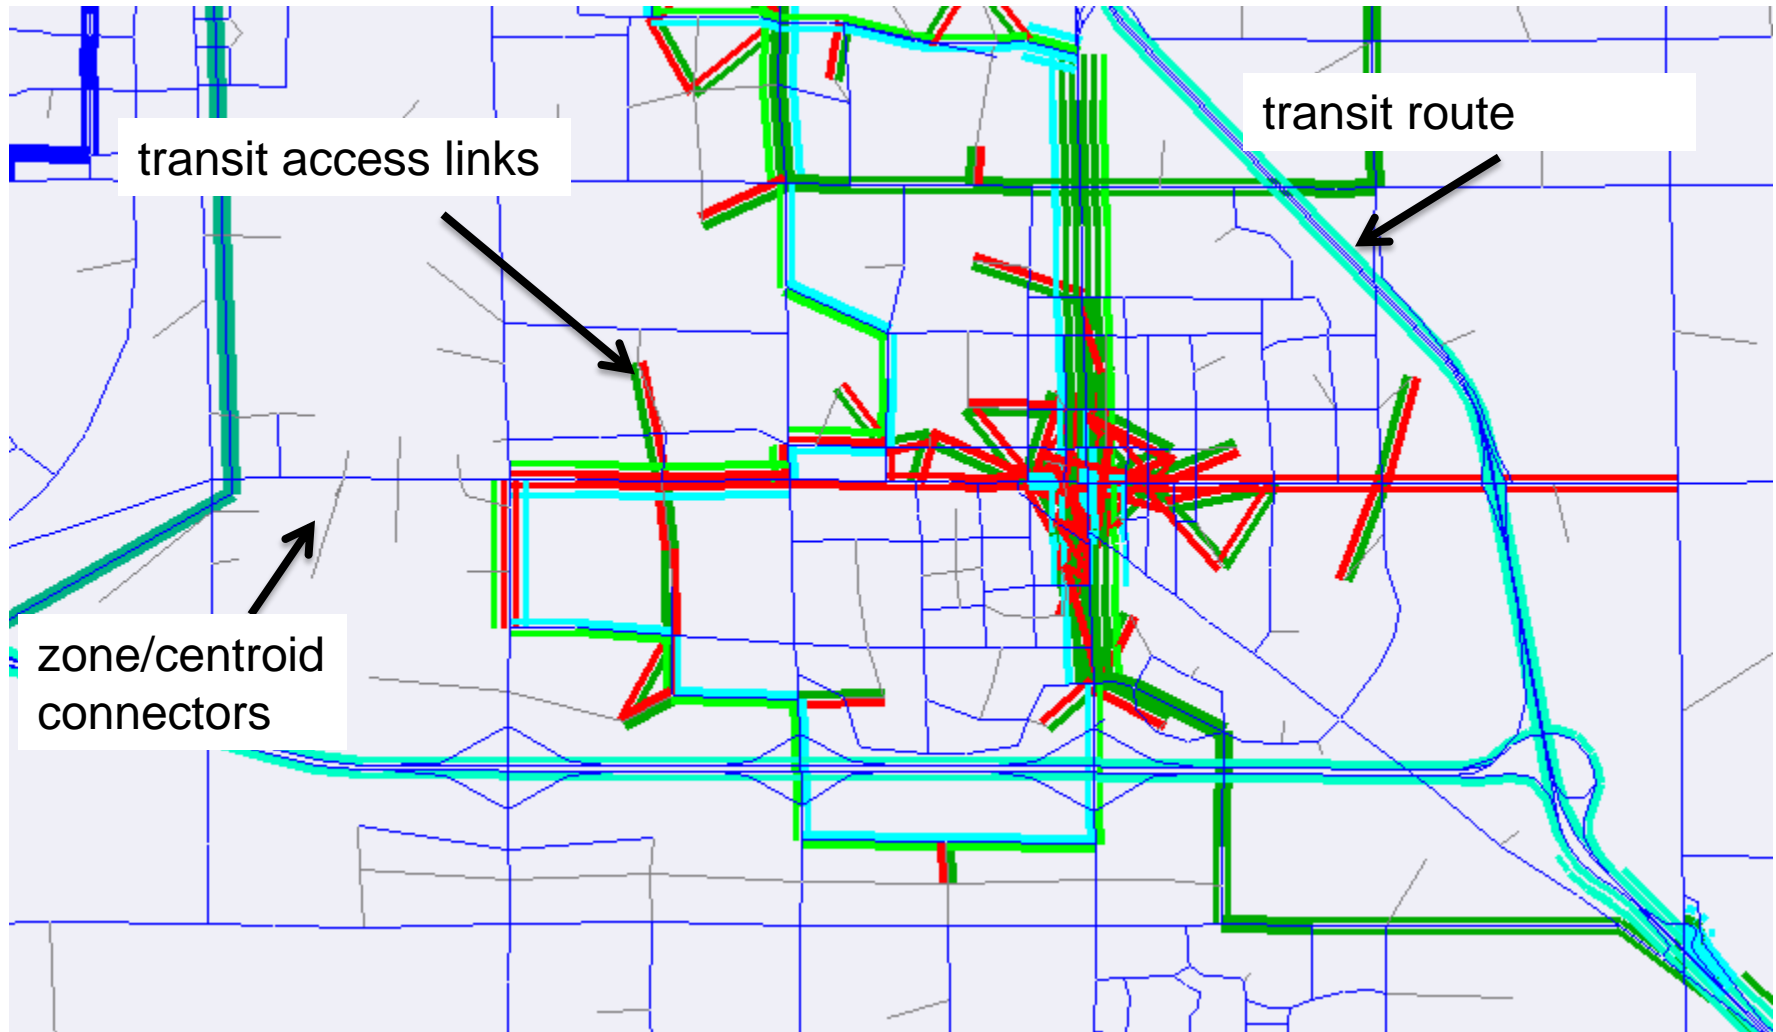 transit route
transit access links
zone/centroid
connectors